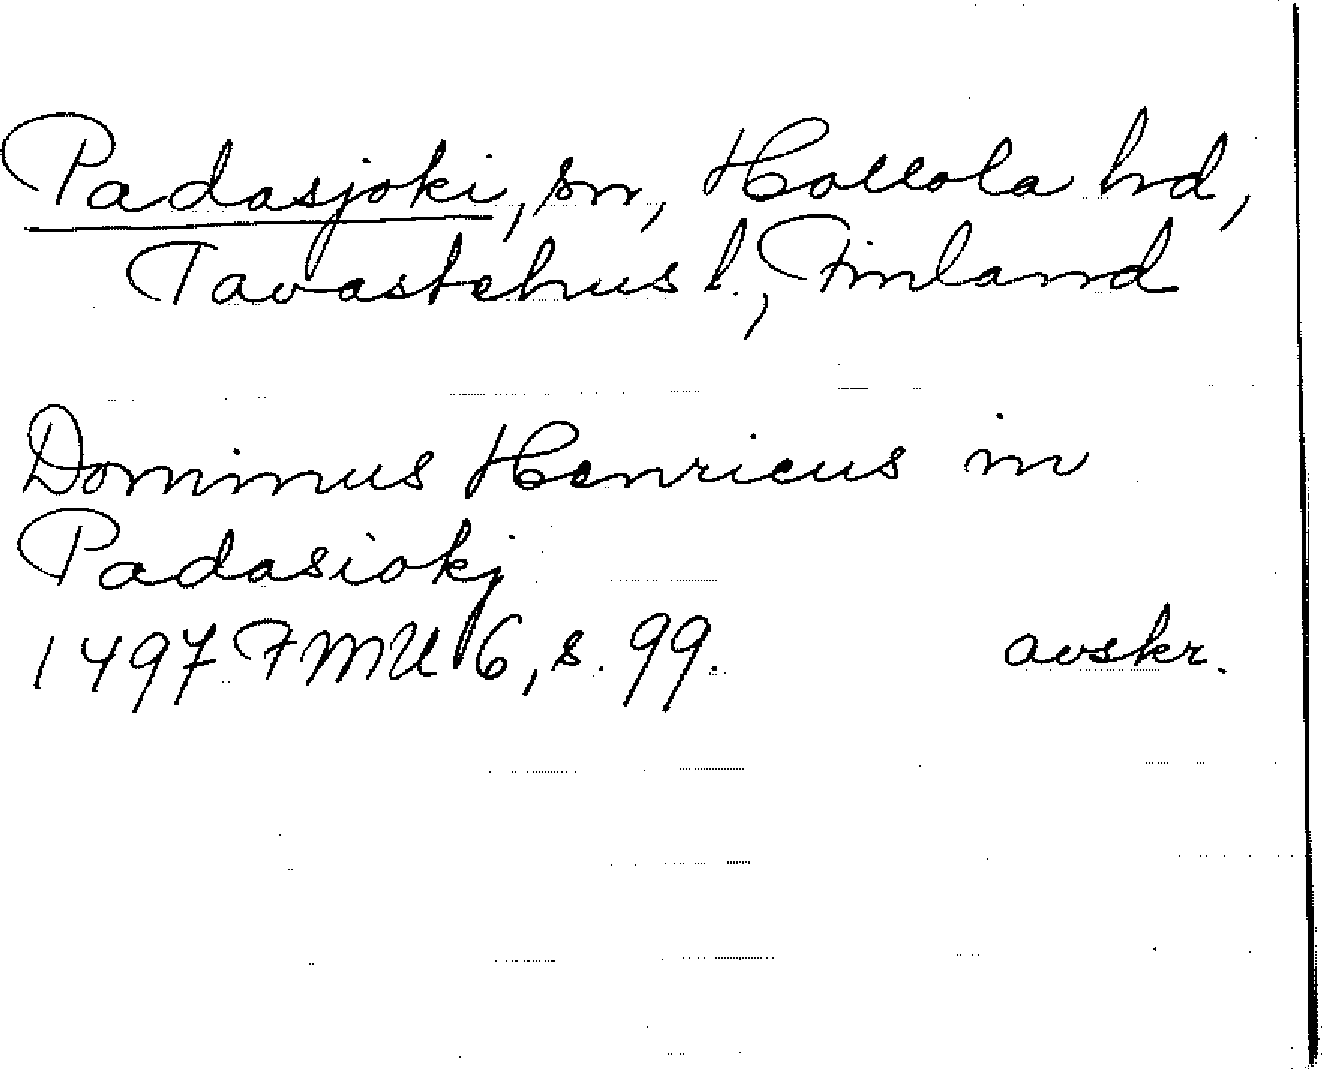 Padasjoki, sn, Hollola hd,
Tavastehus l., Finland
Dominus Henricus in
Padasiokj
1497 FMU 6, s. 99. avskr.